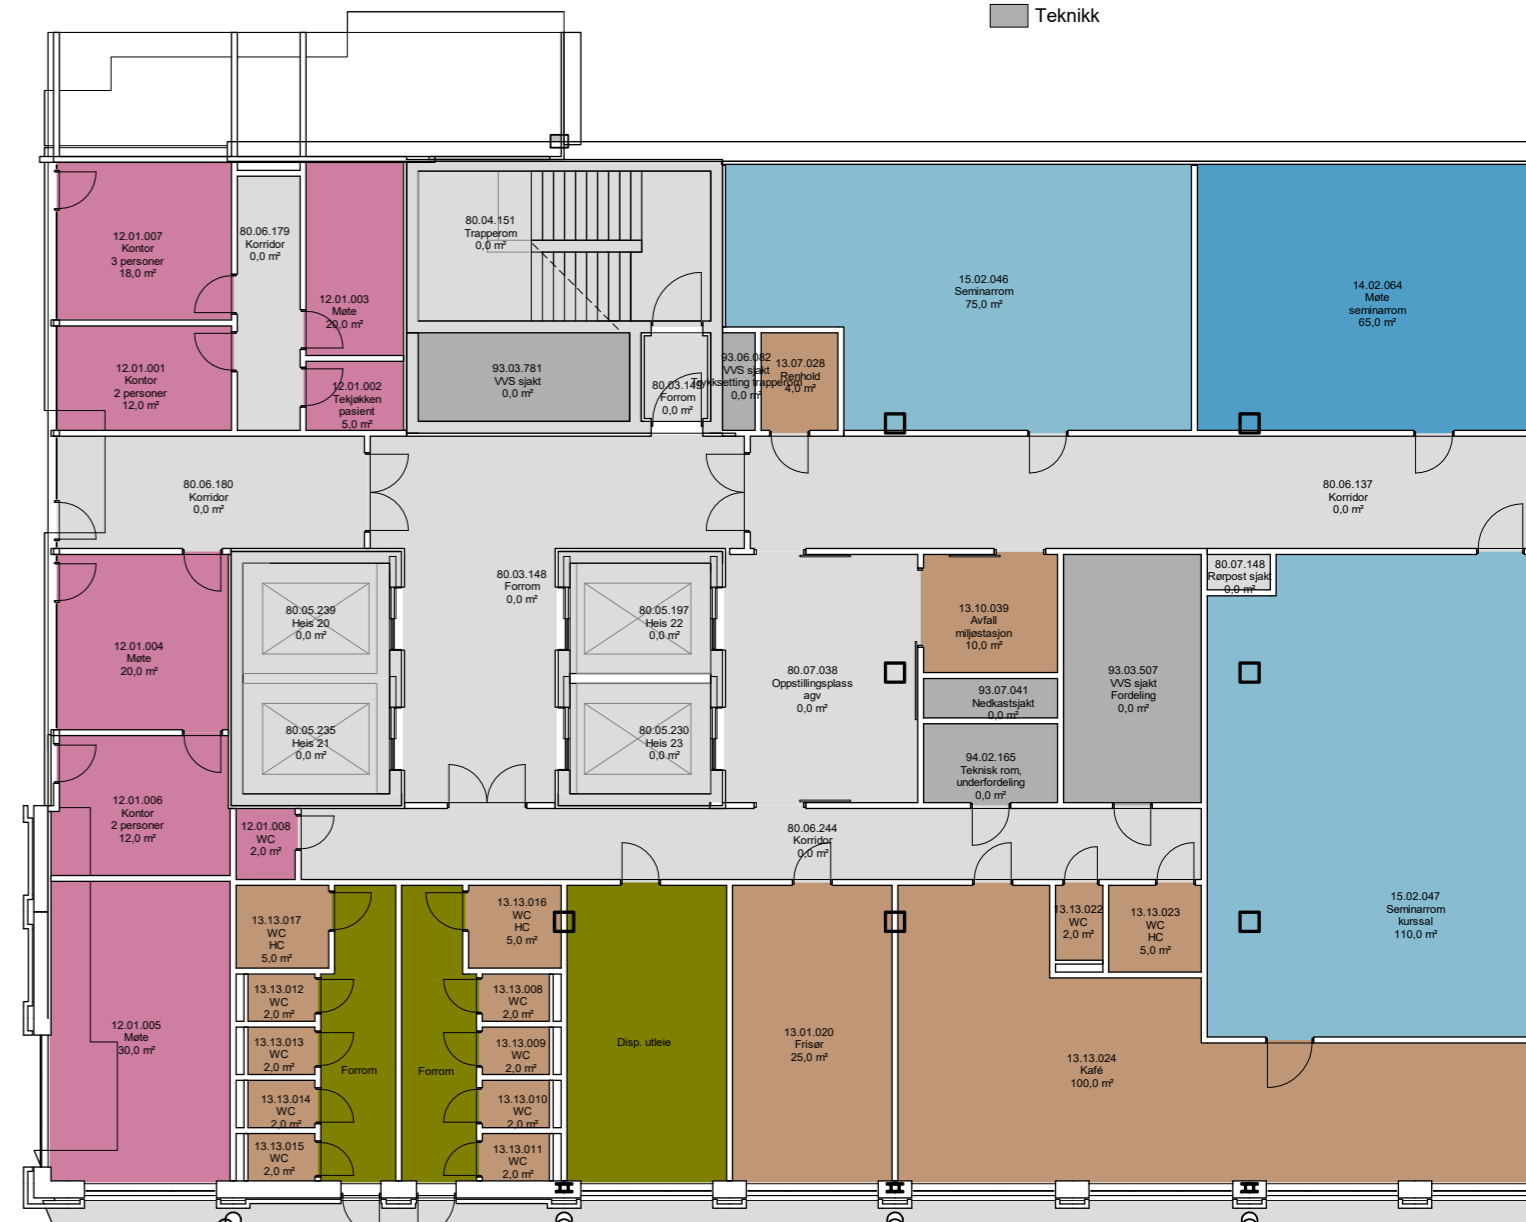 Teknikk
12.01.007
Kontor
3 personer
18,0 m²
80.06.179
Korridor
0,0 m²
12.01.003
Møte
20,0 m²
80.04.151
Trapperom
0,0 m²
15.02.046
Seminarrom
75,0 m²
14.02.064
Møte
seminarrom
65,0 m²
12.01.001
Kontor
2 personer
12,0 m²
12.01.002
Tekjøkken
pasient
5,0 m²
93.03.781
VVS sjakt
0,0 m²
80.03.149
Forrom
0,0 m²
93.06.082
VVS sjakt
Trykksetting trapperom
0,0 m²
13.07.028
Renhold
4,0 m²
80.06.180
Korridor
0,0 m²
80.06.137
Korridor
0,0 m²
80.03.148
Forrom
0,0 m²
80.07.148
Rørpost sjakt
0,0 m²
80.05.239
Heis 20
0,0 m²
80.05.197
Heis 22
0,0 m²
13.10.039
Avfall
miljøstasjon
10,0 m²
12.01.004
Møte
20,0 m²
80.07.038
Oppstillingsplass
agv
0,0 m²
93.03.507
VVS sjakt
Fordeling
0,0 m²
93.07.041
Nedkastsjakt
0,0 m²
80.05.235
Heis 21
0,0 m²
80.05.230
Heis 23
0,0 m²
94.02.165
Teknisk rom,
underfordeling
0,0 m²
12.01.006
Kontor
2 personer
12,0 m²
12.01.008
WC
2,0 m²
80.06.244
Korridor
0,0 m²
13.13.017
WC
HC
5,0 m²
13.13.016
WC
HC
5,0 m²
13.13.022
WC
2,0 m²
13.13.023
WC
HC
5,0 m²
15.02.047
Seminarrom
kurssal
110,0 m²
13.13.012
WC
2,0 m²
13.13.008
WC
2,0 m²
12.01.005
Møte
30,0 m²
13.13.013
WC
2,0 m²
Forrom
Forrom
13.13.009
WC
2,0 m²
Disp. utleie
13.01.020
Frisør
25,0 m²
13.13.024
Kafé
100,0 m²
13.13.014
WC
2,0 m²
13.13.010
WC
2,0 m²
13.13.015
WC
2,0 m²
13.13.011
WC
2,0 m²